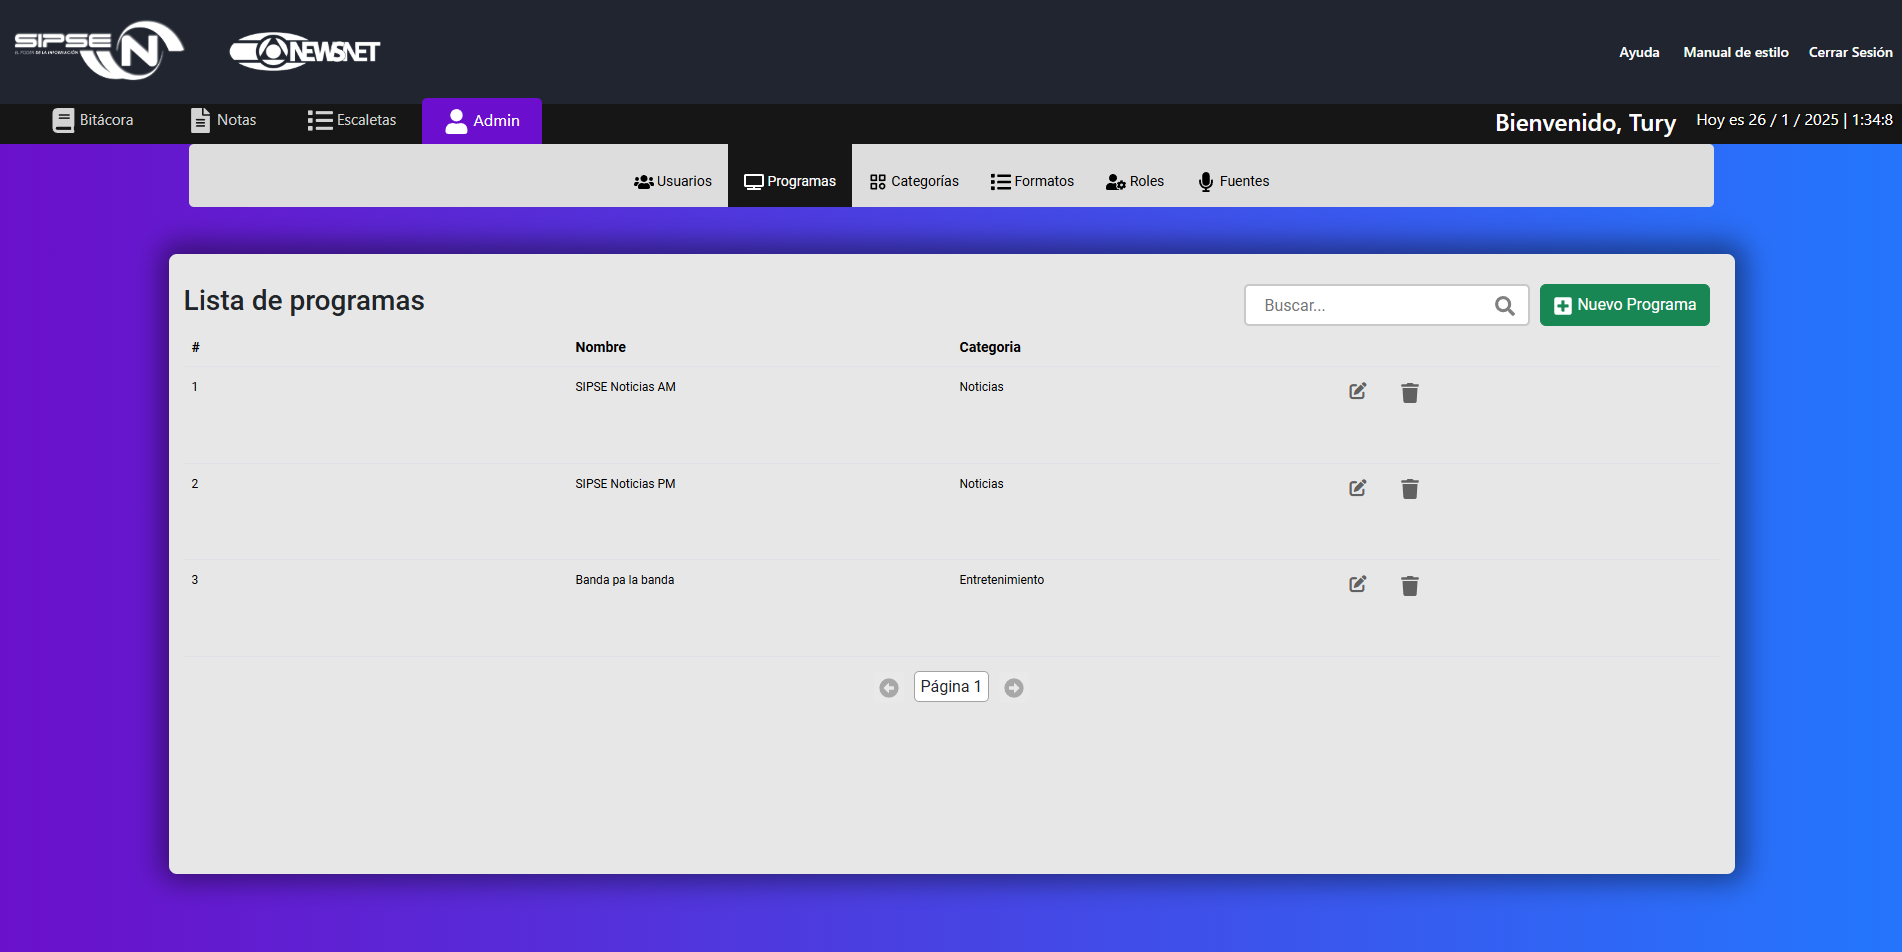 SIPSE N
EL PODER DE LA INFORMACIÓN
NEWSNET
Ayuda Manual de estilo Cerrar Sesión
Bitácora Notas Escaletas Admin
Bienvenido, Tury Hoy es 26 / 1 / 2025 | 1:34:8
Usuarios Programas Categorías Formatos Roles Fuentes
Lista de programas
Buscar... Nuevo Programa
# Nombre Categoria
1 SIPSE Noticias AM Noticias
2 SIPSE Noticias PM Noticias
3 Banda pa la banda Entretenimiento
Página 1